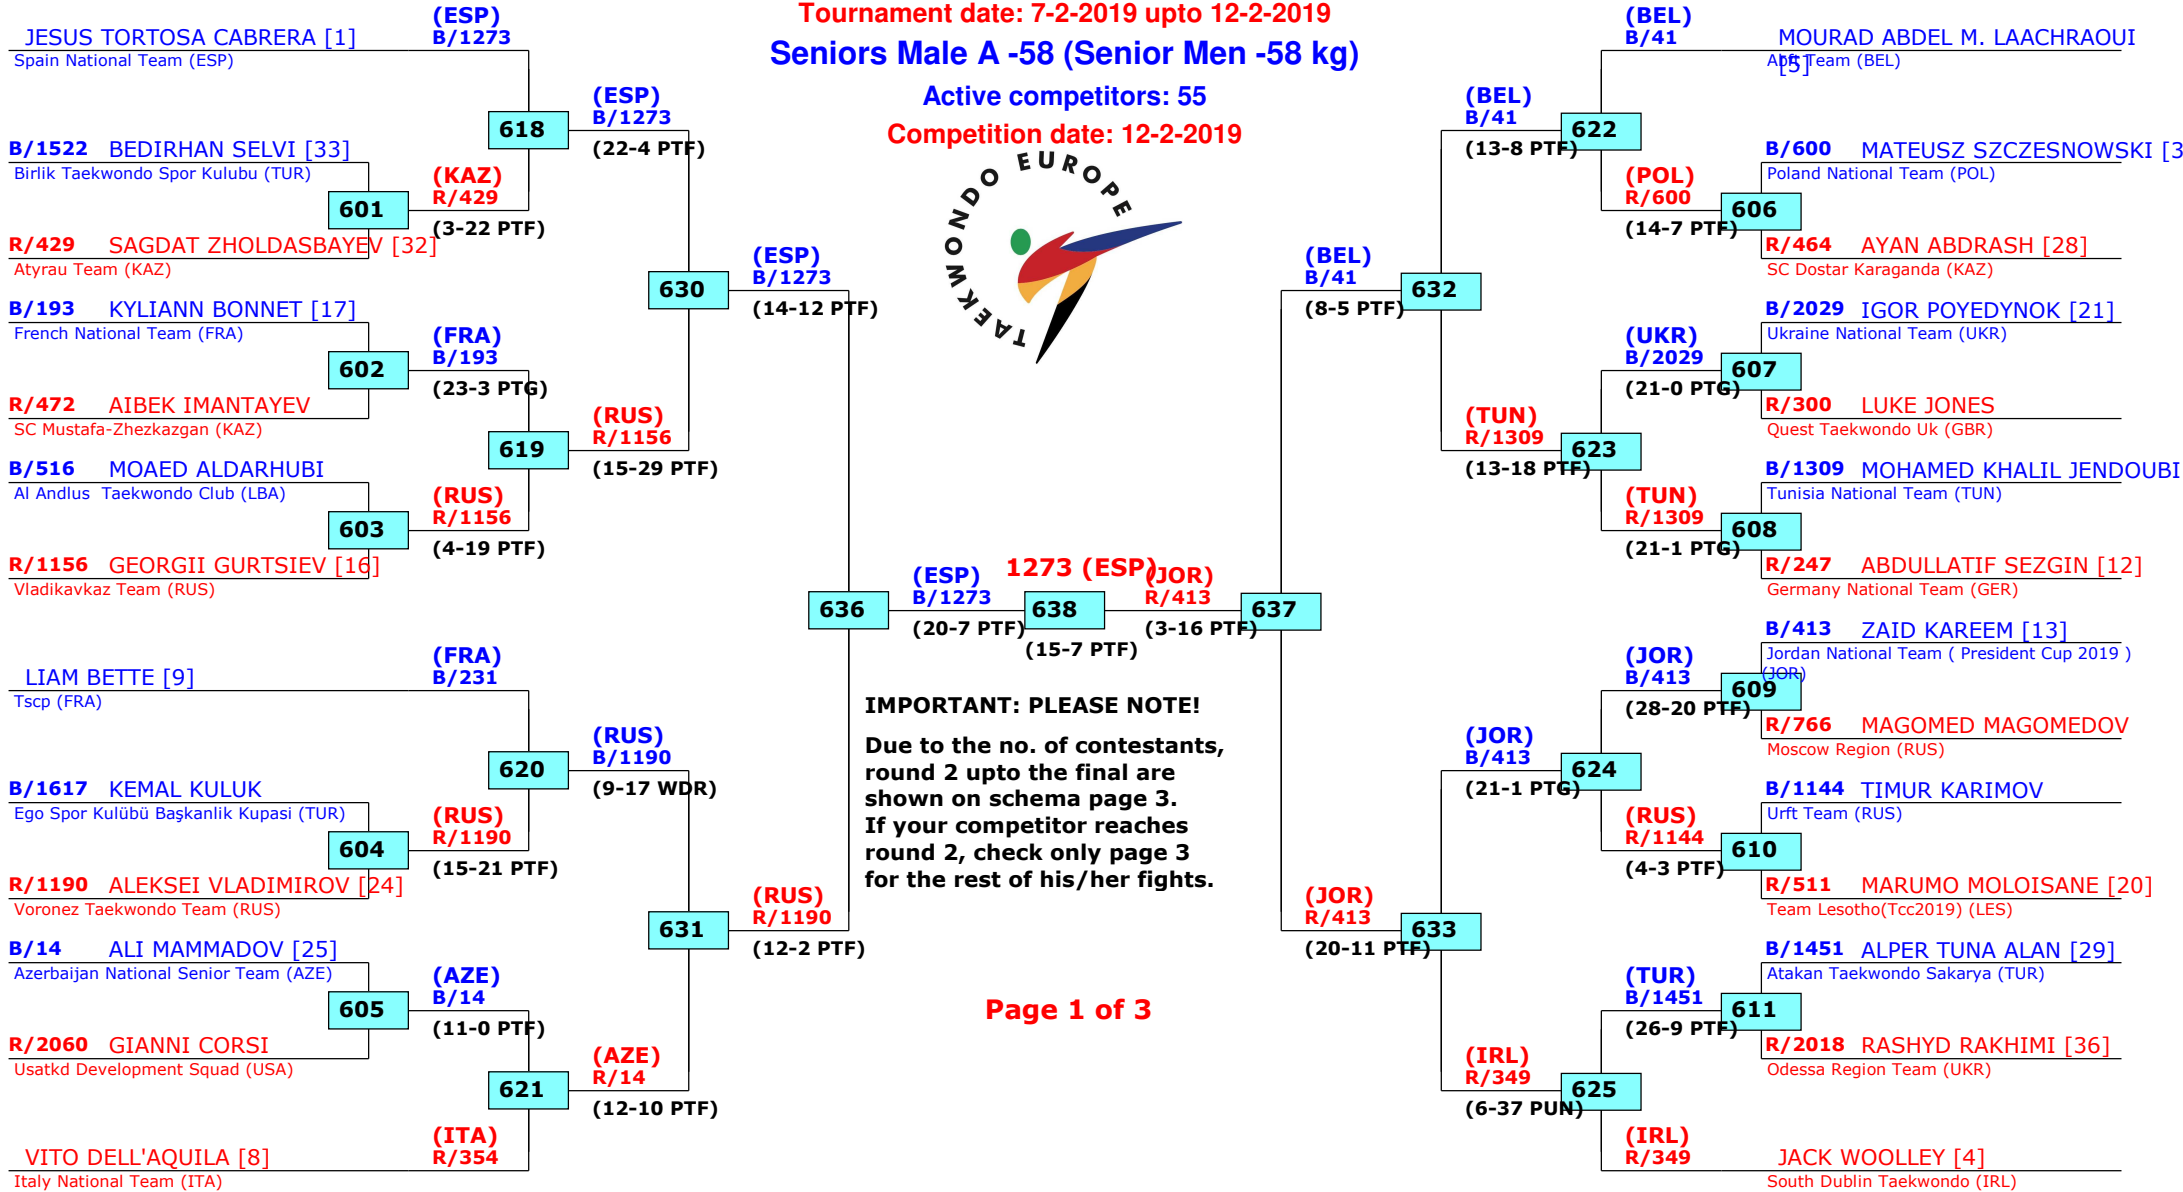 Tournament date: 7-2-2019 upto 12-2-2019
Seniors Male A -58 (Senior Men -58 kg)
Active competitors: 55
Competition date: 12-2-2019
TAEKWONDO EUROPE
JESUS TORTOSA CABRERA [1]
Spain National Team (ESP)
(ESP)
B/1273
B/1522 BEDIRHAN SELVI [33]
Birlik Taekwondo Spor Kulubu (TUR)
601
R/429 SAGDAT ZHOLDASBAYEV [32]
Atyrau Team (KAZ)
(KAZ)
R/429
(3-22 PTF)
618
(ESP)
B/1273
(22-4 PTF)
B/193 KYLIANN BONNET [17]
French National Team (FRA)
602
R/472 AIBEK IMANTAYEV
SC Mustafa-Zhezkazgan (KAZ)
(FRA)
B/193
(23-3 PTG)
B/516 MOAED ALDARHUBI
Al Andlus Taekwondo Club (LBA)
603
R/1156 GEORGII GURTSIEV [16]
Vladikavkaz Team (RUS)
(RUS)
R/1156
(4-19 PTF)
619
(RUS)
R/1156
(15-29 PTF)
630
(ESP)
B/1273
(14-12 PTF)
LIAM BETTE [9]
Tscp (FRA)
(FRA)
B/231
B/1617 KEMAL KULUK
Ego Spor Kulübü Başkanlik Kupasi (TUR)
604
R/1190 ALEKSEI VLADIMIROV [24]
Voronez Taekwondo Team (RUS)
(RUS)
R/1190
(15-21 PTF)
620
(RUS)
B/1190
(9-17 WDR)
B/14 ALI MAMMADOV [25]
Azerbaijan National Senior Team (AZE)
605
R/2060 GIANNI CORSI
Usatkd Development Squad (USA)
(AZE)
B/14
(11-0 PTF)
621
(AZE)
R/14
(12-10 PTF)
VITO DELL'AQUILA [8]
Italy National Team (ITA)
(ITA)
R/354
631
(RUS)
R/1190
(12-2 PTF)
636
(ESP)
B/1273
(20-7 PTF)
1273 (ESP)
638
(15-7 PTF)
(JOR)
R/413
(3-16 PTF)
637
IMPORTANT: PLEASE NOTE!
Due to the no. of contestants,
round 2 upto the final are
shown on schema page 3.
If your competitor reaches
round 2, check only page 3
for the rest of his/her fights.
Page 1 of 3
(BEL)
B/41
MOURAD ABDEL M. LAACHRAOUI
[5]
Abft Team (BEL)
622
(BEL)
B/41
(13-8 PTF)
B/600 MATEUSZ SZCZESNOWSKI [3
Poland National Team (POL)
606
R/464 AYAN ABDRASH [28]
SC Dostar Karaganda (KAZ)
(POL)
R/600
(14-7 PTF)
632
(BEL)
B/41
(8-5 PTF)
B/2029 IGOR POYEDYNOK [21]
Ukraine National Team (UKR)
607
R/300 LUKE JONES
Quest Taekwondo Uk (GBR)
(UKR)
B/2029
(21-0 PTG)
623
(TUN)
R/1309
(13-18 PTF)
B/1309 MOHAMED KHALIL JENDOUBI
Tunisia National Team (TUN)
608
R/247 ABDULLATIF SEZGIN [12]
Germany National Team (GER)
(TUN)
R/1309
(21-1 PTG)
B/413 ZAID KAREEM [13]
Jordan National Team ( President Cup 2019 )
(JOR)
609
R/766 MAGOMED MAGOMEDOV
Moscow Region (RUS)
(JOR)
B/413
(28-20 PTF)
624
(JOR)
B/413
(21-1 PTG)
B/1144 TIMUR KARIMOV
Urft Team (RUS)
610
R/511 MARUMO MOLOISANE [20]
Team Lesotho(Tcc2019) (LES)
(RUS)
R/1144
(4-3 PTF)
633
(JOR)
R/413
(20-11 PTF)
B/1451 ALPER TUNA ALAN [29]
Atakan Taekwondo Sakarya (TUR)
611
R/2018 RASHYD RAKHIMI [36]
Odessa Region Team (UKR)
(TUR)
B/1451
(26-9 PTF)
625
(IRL)
R/349
(6-37 PUN)
(IRL)
R/349
JACK WOOLLEY [4]
South Dublin Taekwondo (IRL)